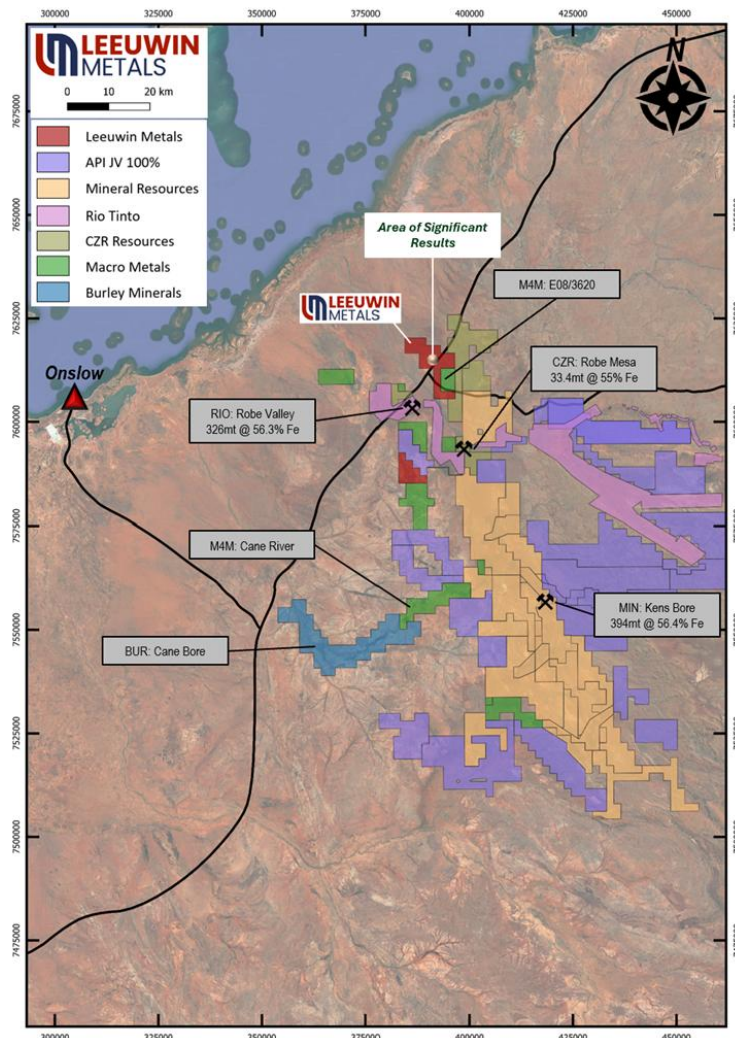 300000 325000 350000 375000 400000 425000 450000
LEEUWIN
METALS
0 10 20 km
N
Leeuwin Metals
API JV 100%
Mineral Resources
Rio Tinto
CZR Resources
Macro Metals
Burley Minerals
7675000
7650000
7625000
7600000
7575000
7550000
7525000
7500000
7475000
Area of Significant
Results
M4M: E08/3620
LEEUWIN
METALS
Onslow
CZR: Robe Mesa
33.4mt @ 55% Fe
RIO: Robe Valley
326mt @ 56.3% Fe
M4M: Cane River
MIN: Kens Bore
394mt @ 56.4% Fe
BUR: Cane Bore
300000 325000 350000 375000 400000 425000 450000